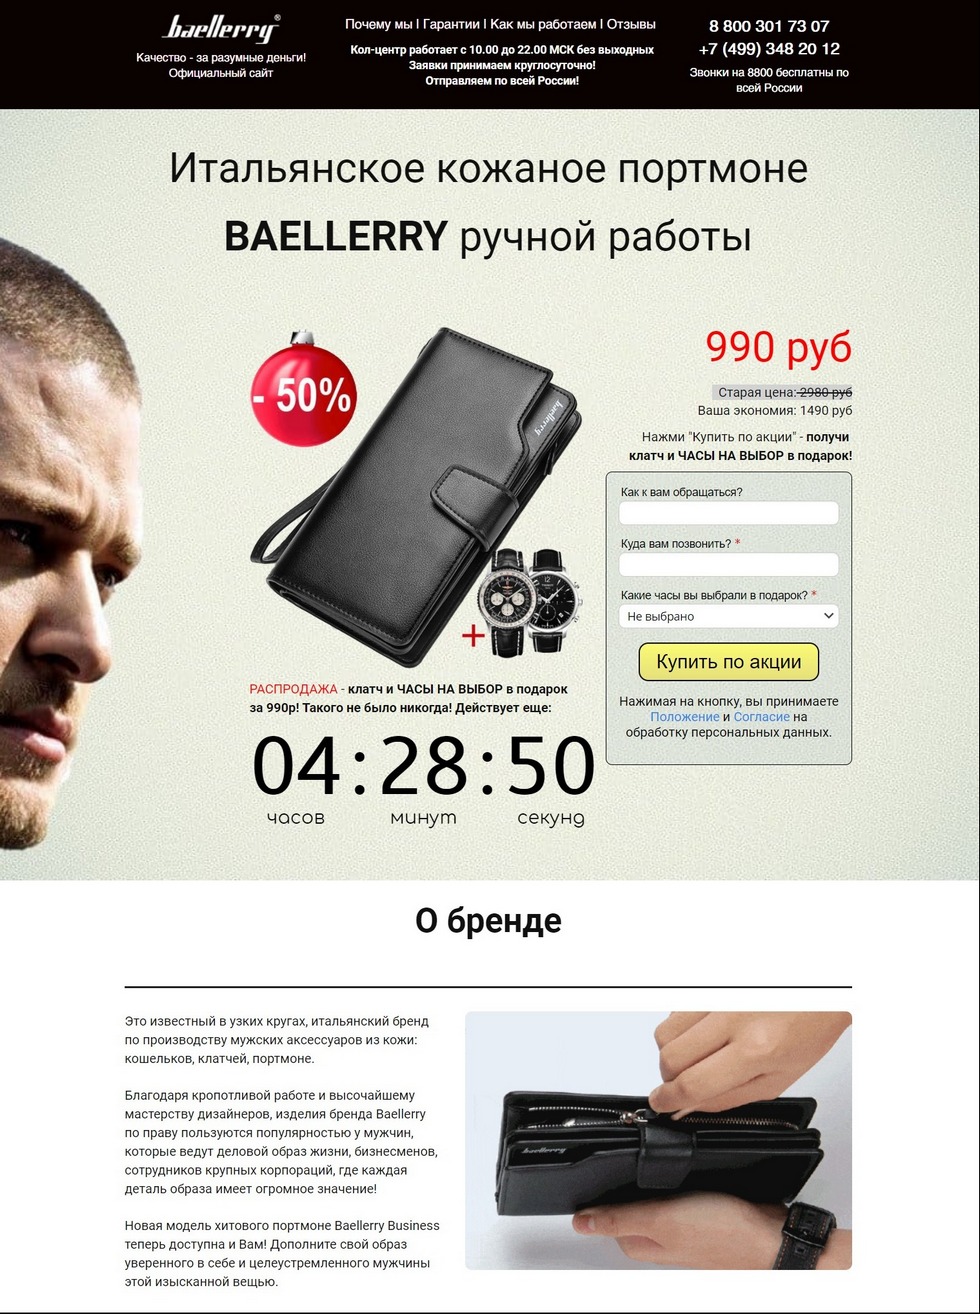 baellerry®
Качество - за разумные деньги!
Официальный сайт
Почему мы | Гарантии | Как мы работаем | Отзывы
Кол-центр работает с 10.00 до 22.00 МСК без выходных
Заявки принимаем круглосуточно!
Отправляем по всей России!
8 800 301 73 07
+7 (499) 348 20 12
Звонки на 8800 бесплатны по
всей России
Итальянское кожаное портмоне
BAELLERRY ручной работы
- 50%
baellerry
+
РАСПРОДАЖА - клатч и ЧАСЫ НА ВЫБОР в подарок
за 990р! Такого не было никогда! Действует еще:
04 : 28 : 50
часов минут секунд
990 руб
Старая цена: 2980 руб
Ваша экономия: 1490 руб
Нажми "Купить по акции" - получи
клатч и ЧАСЫ НА ВЫБОР в подарок!
Как к вам обращаться?
Куда вам позвонить? *
Какие часы вы выбрали в подарок? *
Не выбрано
Купить по акции
Нажимая на кнопку, вы принимаете
Положение и Согласие на
обработку персональных данных.
О бренде
Это известный в узких кругах, итальянский бренд
по производству мужских аксессуаров из кожи:
кошельков, клатчей, портмоне.
Благодаря кропотливой работе и высочайшему
мастерству дизайнеров, изделия бренда Baellerry
по праву пользуются популярностью у мужчин,
которые ведут деловой образ жизни, бизнесменов,
сотрудников крупных корпораций, где каждая
деталь образа имеет огромное значение!
Новая модель хитового портмоне Baellerry Business
теперь доступна и Вам! Дополните свой образ
уверенного в себе и целеустремленного мужчины
этой изысканной вещью.
baellerry